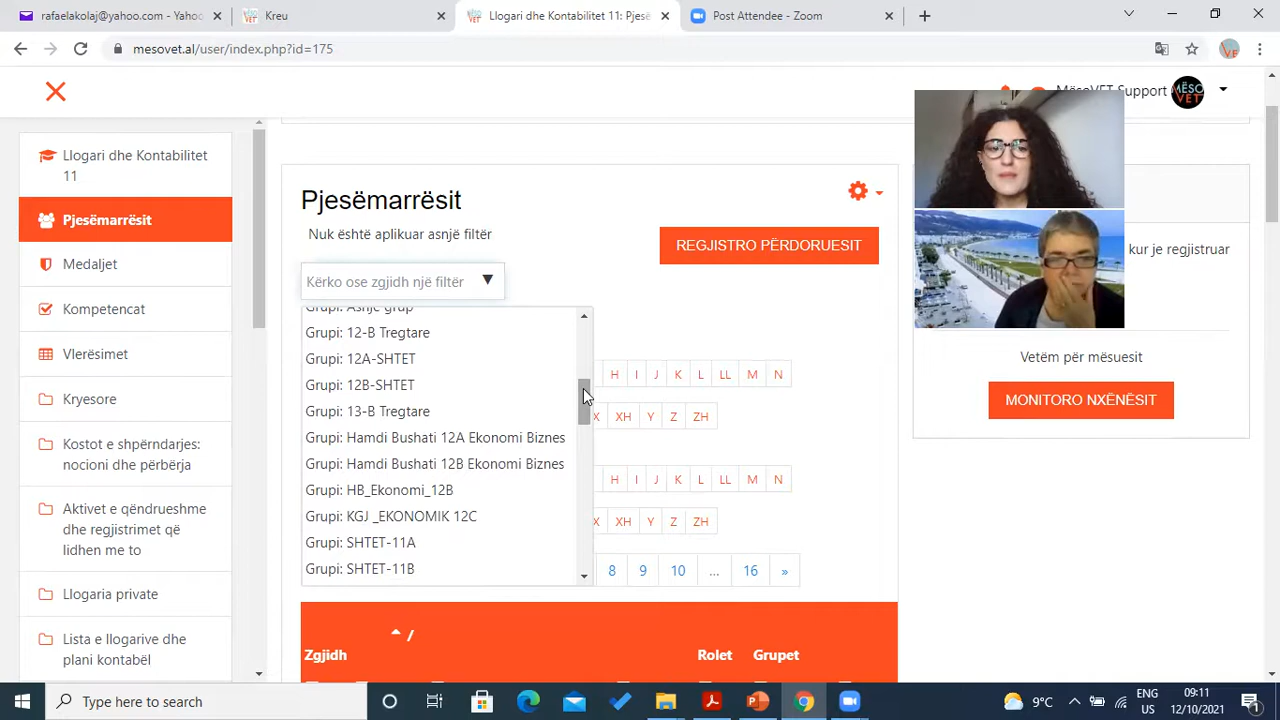 rafaelakolj@yahoo.com - Yahoo
Kreu
Llogari dhe Kontabilitet 11: Pjesë
Post Attendee - Zoom
mesovet.al/user/index.php?id=175
MësoVET Support
MËSO
VET
Llogari dhe Kontabilitet
11
Pjesëmarrësit
Medaljet
Kompetencat
Vlerësimet
Kryesore
Kostot e shpërndarjes:
nocioni dhe përbërja
Aktivet e qëndrueshme
dhe regjistrimet që
lidhen me to
Llogaria private
Lista e llogarive dhe
plani kontabël
Pjesëmarrësit
Nuk është aplikuar asnjë filtër
REGJISTRO PËRDORUESIT
Kërko ose zgjidh një filtër
Grupi: Asnjë grup
Grupi: 12-B Tregtare
Grupi: 12A-SHTET
Grupi: 12B-SHTET
Grupi: 13-B Tregtare
Grupi: Hamdi Bushati 12A Ekonomi Biznes
Grupi: Hamdi Bushati 12B Ekonomi Biznes
Grupi: HB_Ekonomi_12B
Grupi: KGJ _EKONOMIK 12C
Grupi: SHTET-11A
Grupi: SHTET-11B
H I J K L LL M N
X XH Y Z ZH
H I J K L LL M N
X XH Y Z ZH
8 9 10 ... 16 »
/
Zgjidh Rolet Grupet
kur je regjistruar
Vetëm për mësuesit
MONITORO NXËNËSIT
Type here to search
9°C
ENG
US
09:11
12/10/2021
1